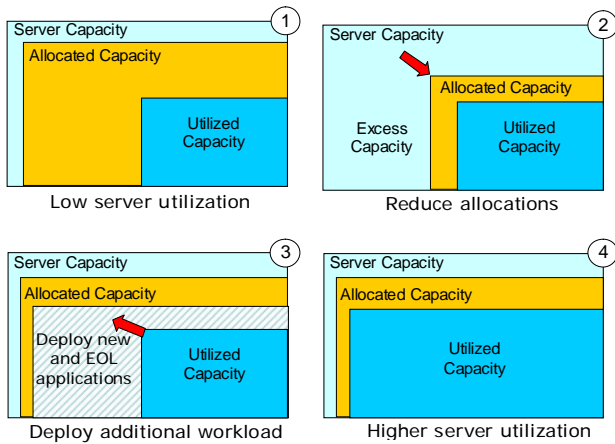 1
Server Capacity
Allocated Capacity
Utilized
Capacity
Low server utilization
2
Server Capacity
Allocated Capacity
Excess
Capacity
Utilized
Capacity
Reduce allocations
3
Server Capacity
Allocated Capacity
Deploy new
and EOL
applications
Utilized
Capacity
Deploy additional workload
4
Server Capacity
Allocated Capacity
Utilized
Capacity
Higher server utilization